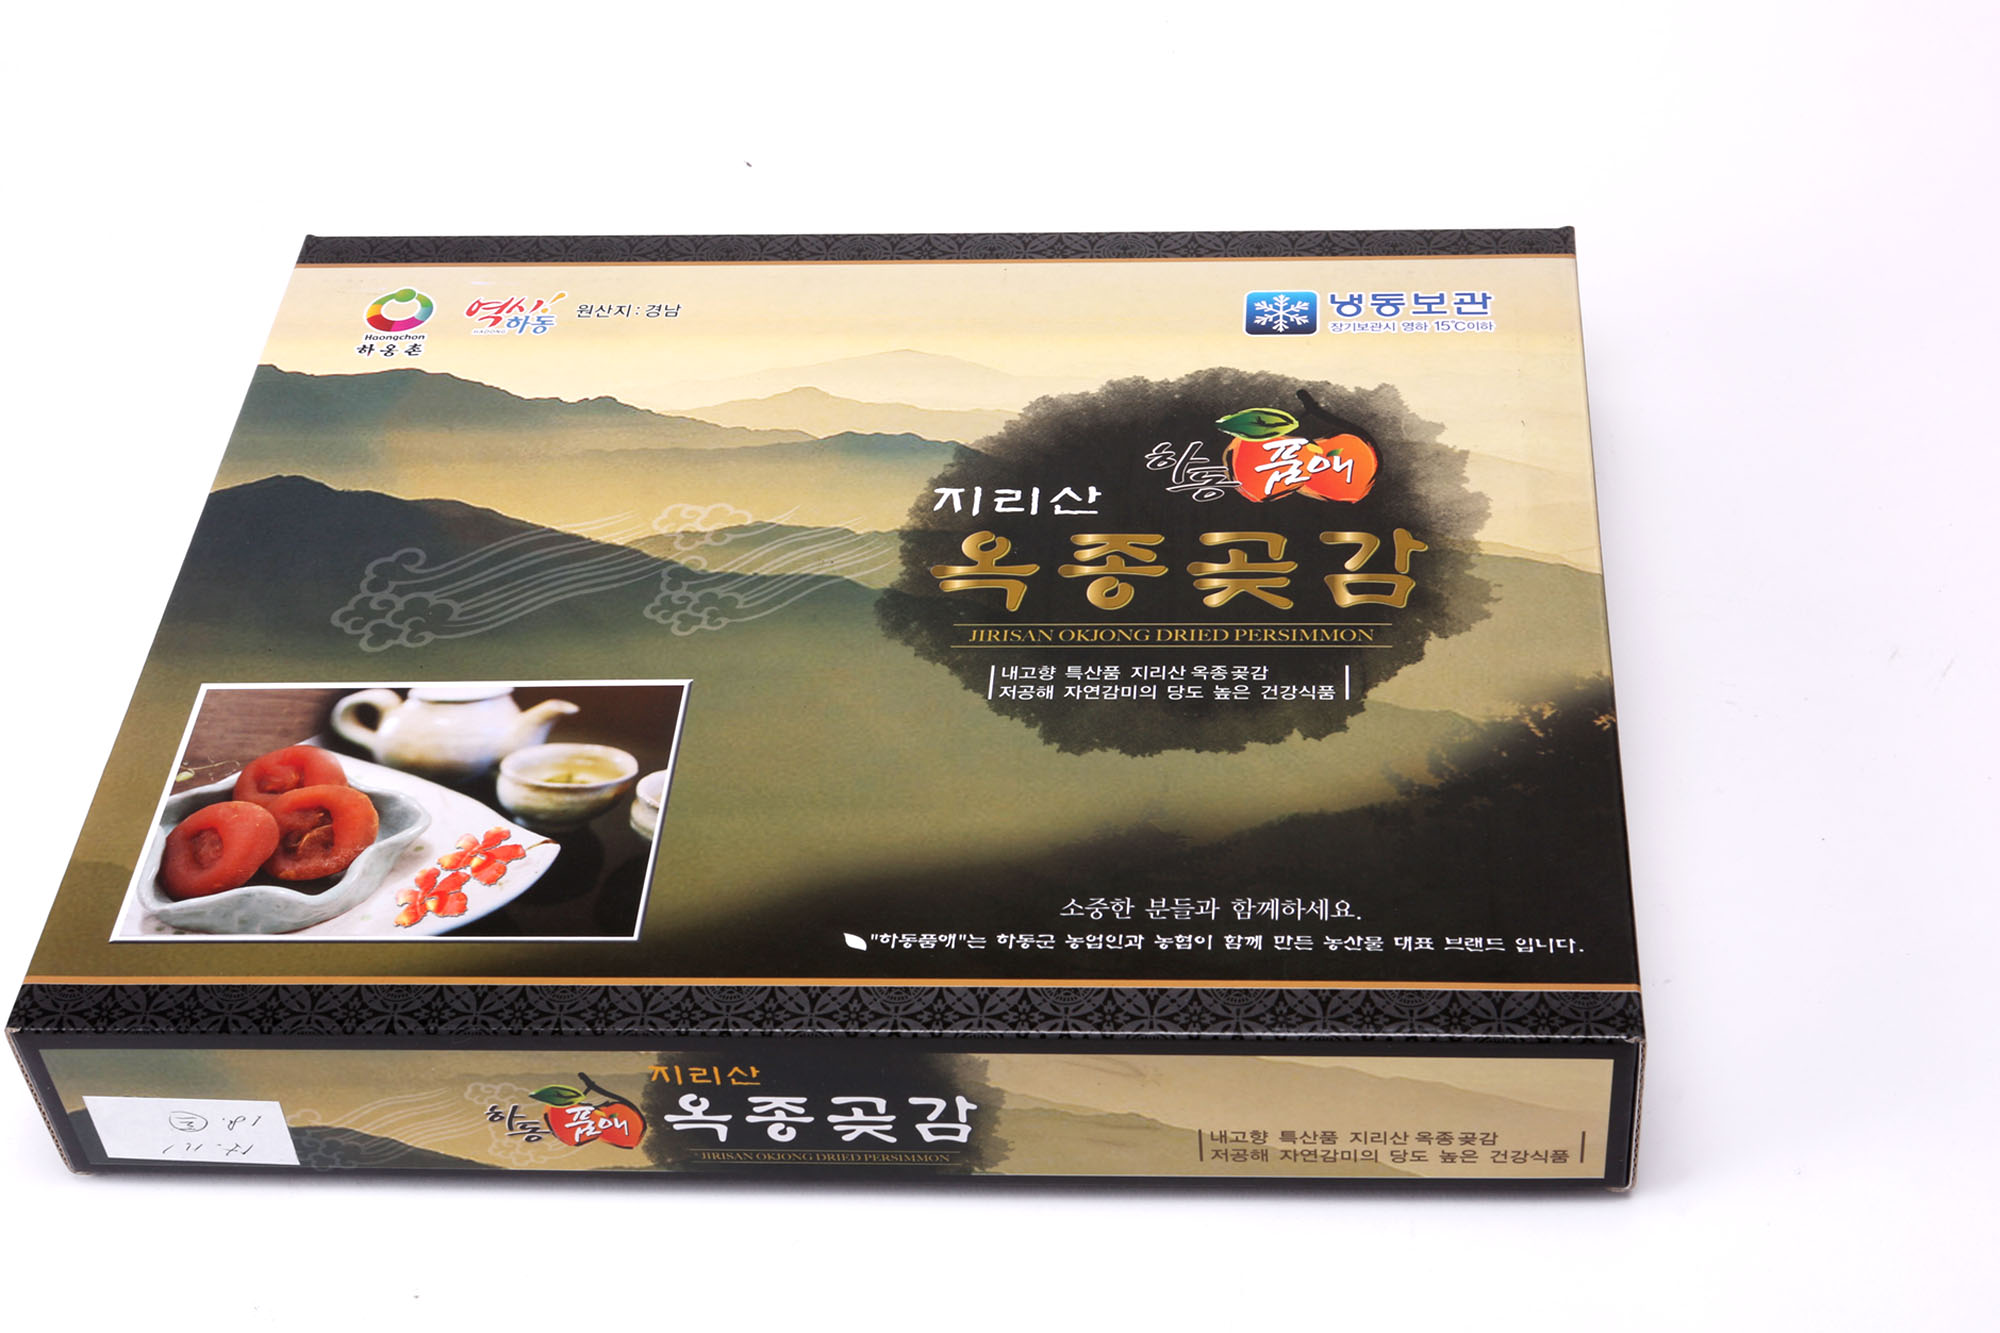 Haongchon
하옹촌
역시!
하동
HADONG
원산지 : 경남
냉동보관
장기보관시 영하 15℃이하
하동 품애
지리산
옥종곶감
JIRISAN OKJONG DRIED PERSIMMON
내고향 특산품 지리산 옥종곶감
저공해 자연감미의 당도 높은 건강식품
소중한 분들과 함께하세요.
"하동품애"는 하동군 농업인과 농협이 함께 만든 농산물 대표 브랜드 입니다.
하동 품애
지리산
옥종곶감
JIRISAN OKJONG DRIED PERSIMMON
내고향 특산품 지리산 옥종곶감
저공해 자연감미의 당도 높은 건강식품